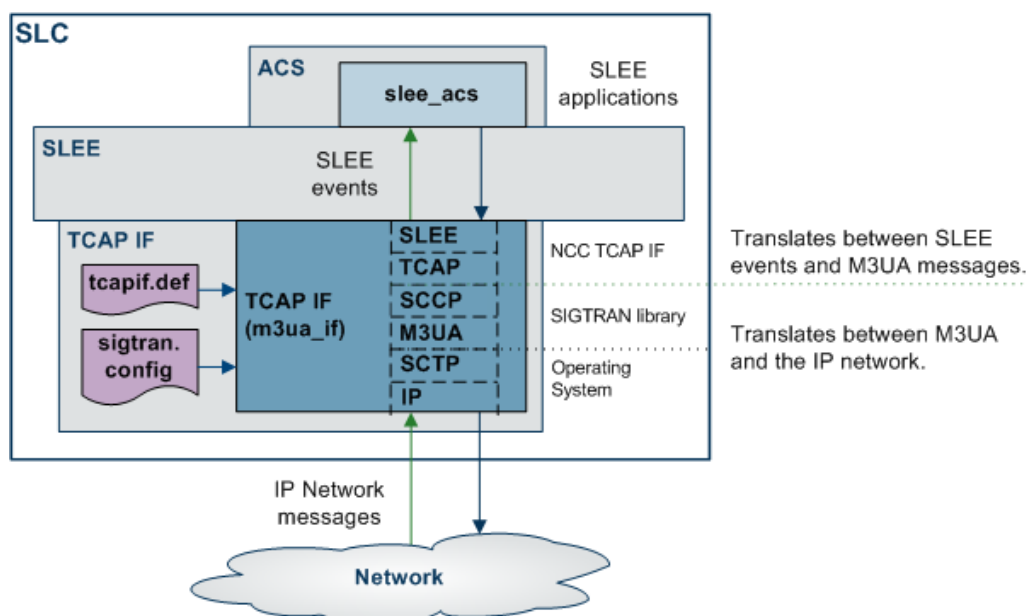 SLC
ACS
slee_acs
SLEE
applications
SLEE
SLEE
events
TCAP IF
tcapif.def
sigtran.
config
TCAP IF
(m3ua_if)
SLEE
TCAP
SCCP
M3UA
SCTP
IP
NCC TCAP IF
SIGTRAN library
Operating
System
Translates between SLEE
events and M3UA messages.
Translates between M3UA
and the IP network.
IP Network
messages
Network